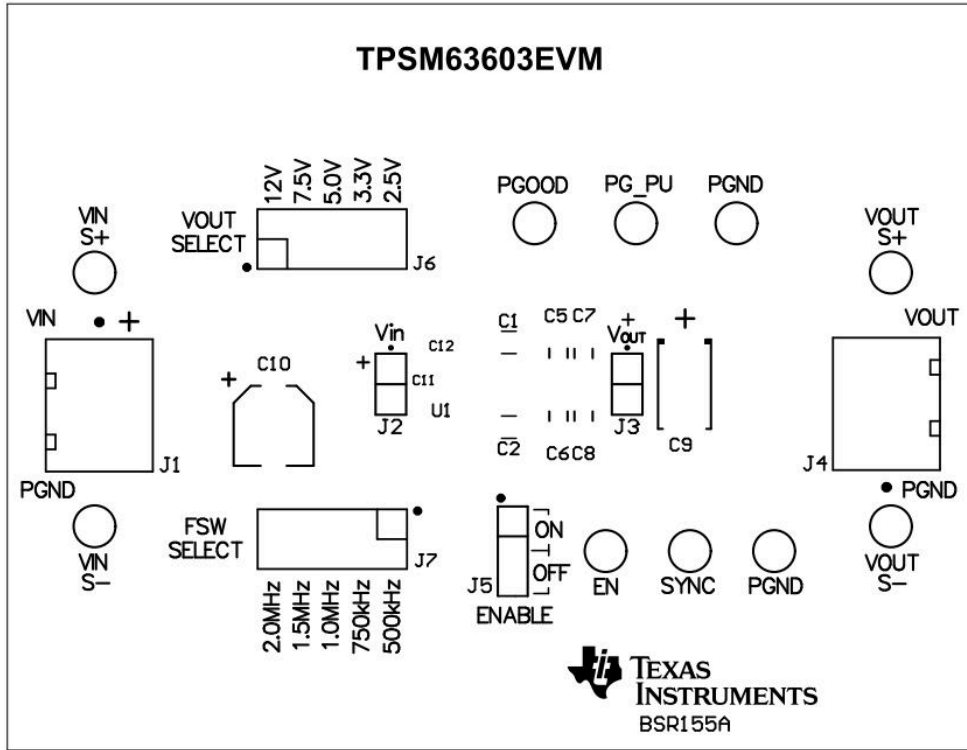 TPSM63603EVM
12V
7.5V
5.0V
3.3V
2.5V
VOUT
SELECT
J6
PGOOD
PG_PU
PGND
VIN
S+
VOUT
S+
VIN
+
J1
PGND
VIN
S-
+
C10
Vin
+
J2
C12
C11
U1
C1
C2
C5 C7
C6 C8
+
VOUT
J3
+
C9
VOUT
J4
PGND
VOUT
S-
FSW
SELECT
J7
2.0MHz
1.5MHz
1.0MHz
750kHz
500kHz
ON
OFF
J5
ENABLE
EN
SYNC
PGND
TEXAS
INSTRUMENTS
BSR155A